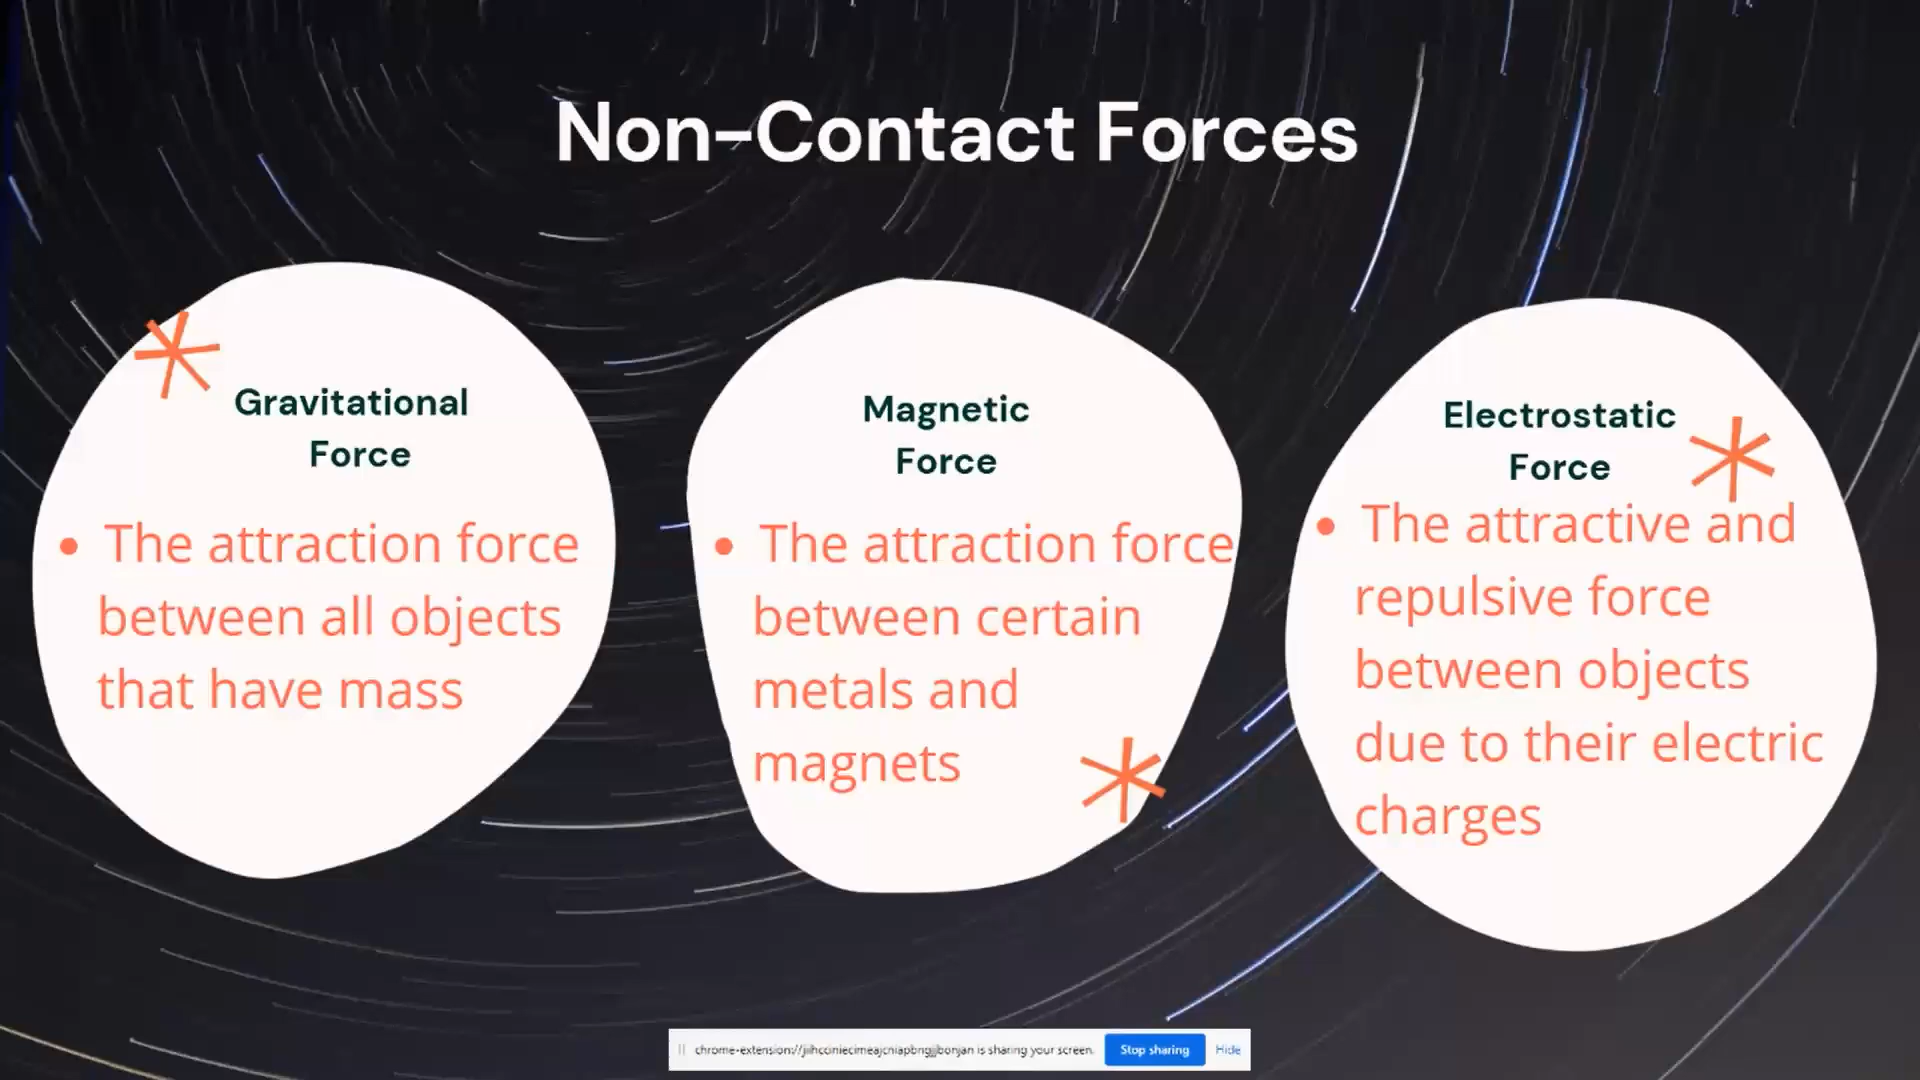 Non-Contact Forces
Gravitational
Force
• The attraction force
between all objects
that have mass
Magnetic
Force
• The attraction force
between certain
metals and
magnets
Electrostatic
Force
• The attractive and
repulsive force
between objects
due to their electric
charges
is sharing your screen.
Stop sharing
Hide